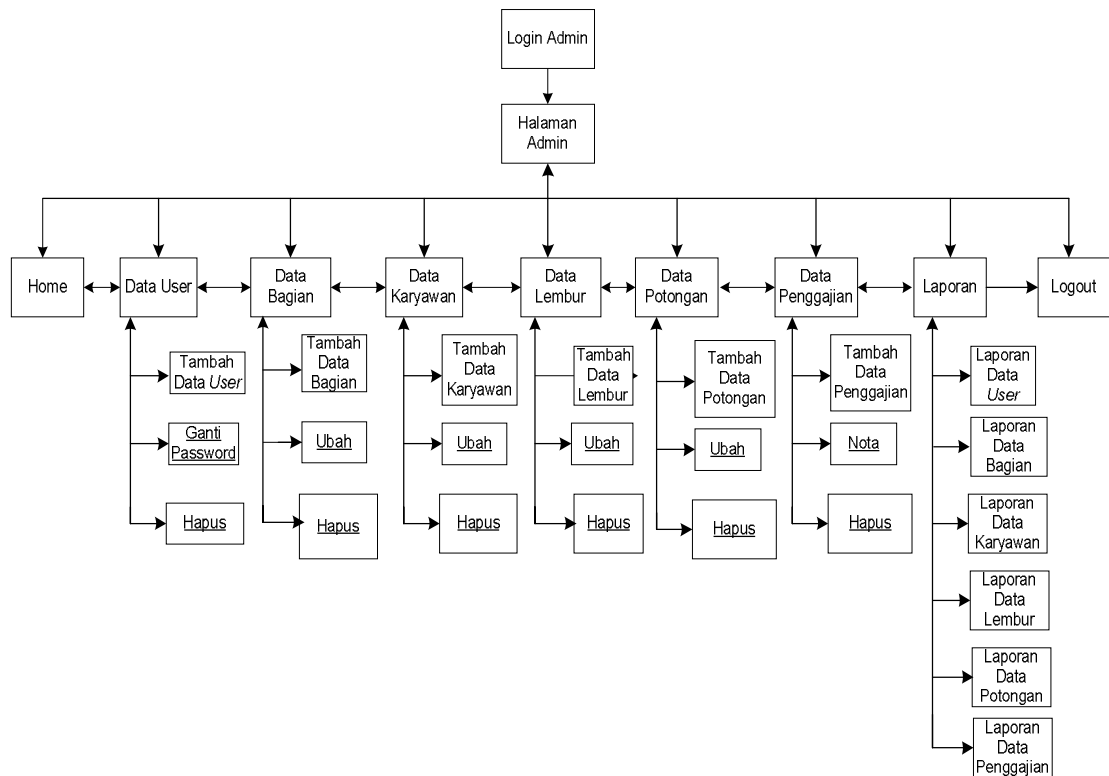 Login Admin
Halaman
Admin
Home
Data User
Data
Bagian
Data
Karyawan
Data
Lembur
Data
Potongan
Data
Penggajian
Laporan
Logout
Tambah
Data User
Ganti
Password
Hapus
Tambah
Data
Bagian
Ubah
Hapus
Tambah
Data
Karyawan
Ubah
Hapus
Tambah
Data
Lembur
Ubah
Hapus
Tambah
Data
Potongan
Ubah
Hapus
Tambah
Data
Penggajian
Nota
Hapus
Laporan
Data
User
Laporan
Data
Bagian
Laporan
Data
Karyawan
Laporan
Data
Lembur
Laporan
Data
Potongan
Laporan
Data
Penggajian